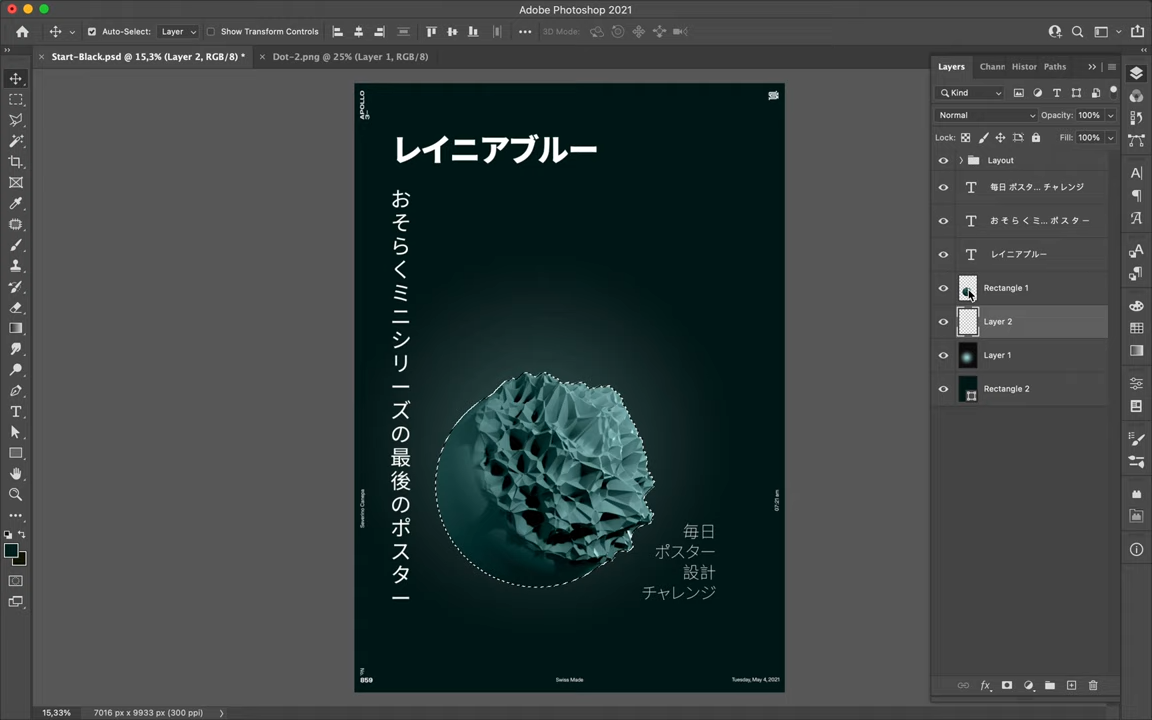 Adobe Photoshop 2021
Auto-Select:
Layer
Show Transform Controls
3D Mode:
Start-Black.psd @ 15,3% (Layer 2, RGB/8) *
Dot-2.png @ 25% (Layer 1, RGB/8)
Layers
Chann
Histor
Paths
Kind
Normal
Opacity:
100%
Lock:
Fill:
100%
Layout
毎日 ポスタ... チャレンジ
お そ ら く ミ... ポ ス タ ー
レイニアブルー
Rectangle 1
Layer 2
Layer 1
Rectangle 2
APOLLO
レイニアブルー
おそらくミニシリーズの最後のポスター
Severino Canepa
07:21 am
毎日
ポスター
設計
チャレンジ
No.
859
Swiss Made
Tuesday, May 4, 2021
15,33%
7016 px x 9933 px (300 ppi)